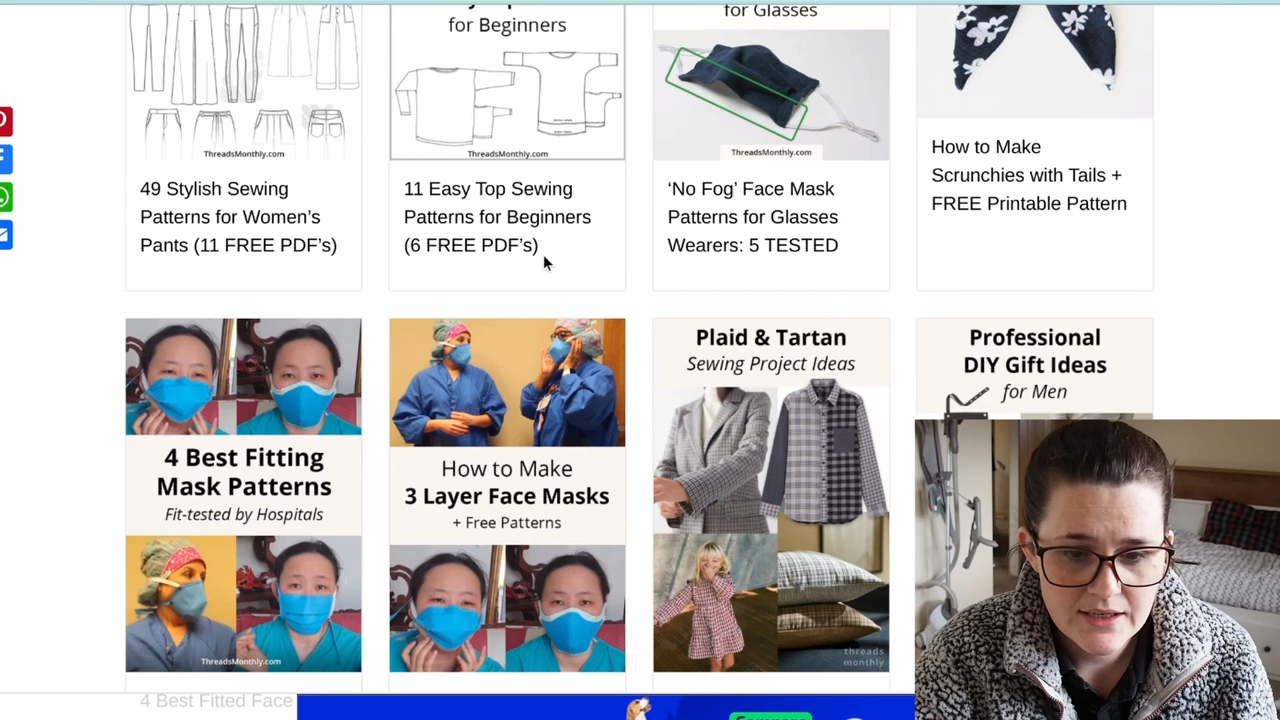 for Beginners
for Glasses
ThreadsMonthly.com
ThreadsMonthly.com
ThreadsMonthly.com
49 Stylish Sewing
Patterns for Women’s
Pants (11 FREE PDF’s)
11 Easy Top Sewing
Patterns for Beginners
(6 FREE PDF’s)
‘No Fog’ Face Mask
Patterns for Glasses
Wearers: 5 TESTED
How to Make
Scrunchies with Tails +
FREE Printable Pattern
4 Best Fitting
Mask Patterns
Fit-tested by Hospitals
ThreadsMonthly.com
How to Make
3 Layer Face Masks
+ Free Patterns
Plaid & Tartan
Sewing Project Ideas
threads
monthly
Professional
DIY Gift Ideas
for Men
4 Best Fitted Face
Compare